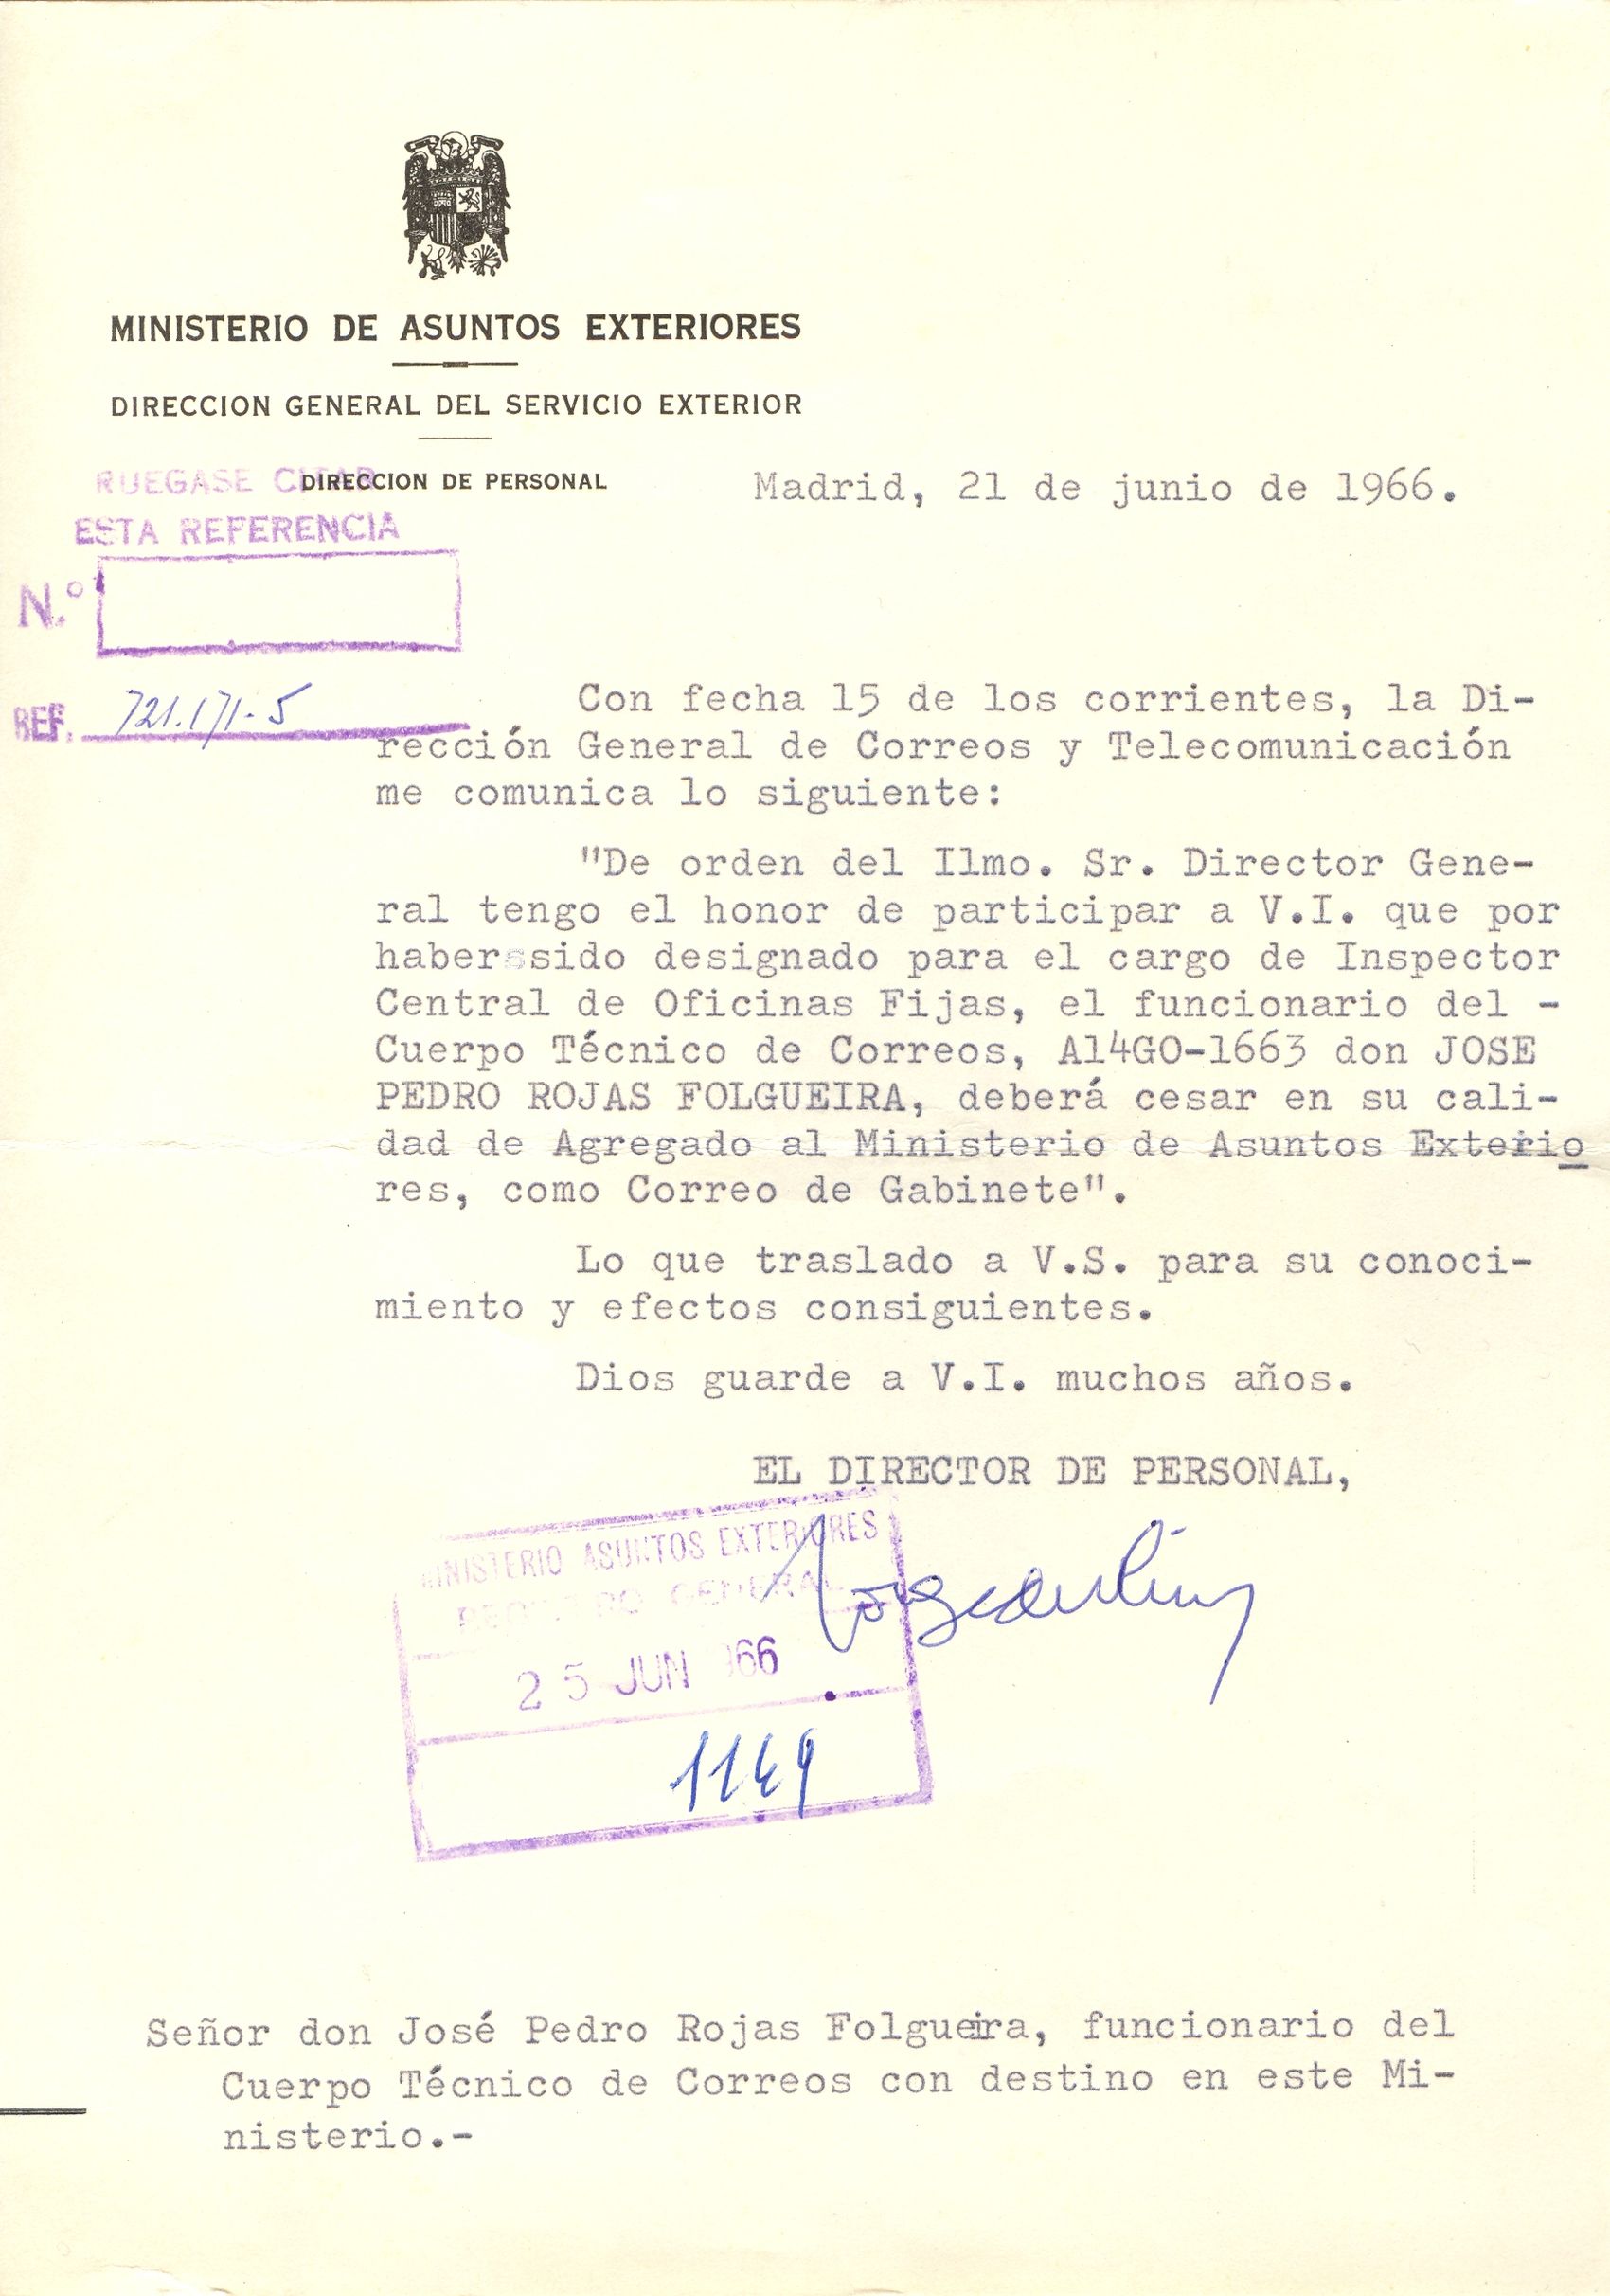 MINISTERIO DE ASUNTOS EXTERIORES
DIRECCION GENERAL DEL SERVICIO EXTERIOR
DIRECCION DE PERSONAL
RUEGASE CITAR
ESTA REFERENCIA
N.º
REF. 721.171-5
Madrid, 21 de junio de 1966.
Con fecha 15 de los corrientes, la Di-
rección General de Correos y Telecomunicación
me comunica lo siguiente:
"De orden del Ilmo. Sr. Director Gene-
ral tengo el honor de participar a V.I. que por
haber sido designado para el cargo de Inspector
Central de Oficinas Fijas, el funcionario del -
Cuerpo Técnico de Correos, A14GO-1663 don JOSE
PEDRO ROJAS FOLGUEIRA, deberá cesar en su cali-
dad de Agregado al Ministerio de Asuntos Exterio
res, como Correo de Gabinete".
Lo que traslado a V.S. para su conoci-
miento y efectos consiguientes.
Dios guarde a V.I. muchos años.
EL DIRECTOR DE PERSONAL,
MINISTERIO ASUNTOS EXTERIORES
REGISTRO GENERAL
25 JUN 966
1149
Señor don José Pedro Rojas Folgueira, funcionario del
Cuerpo Técnico de Correos con destino en este Mi-
nisterio.-